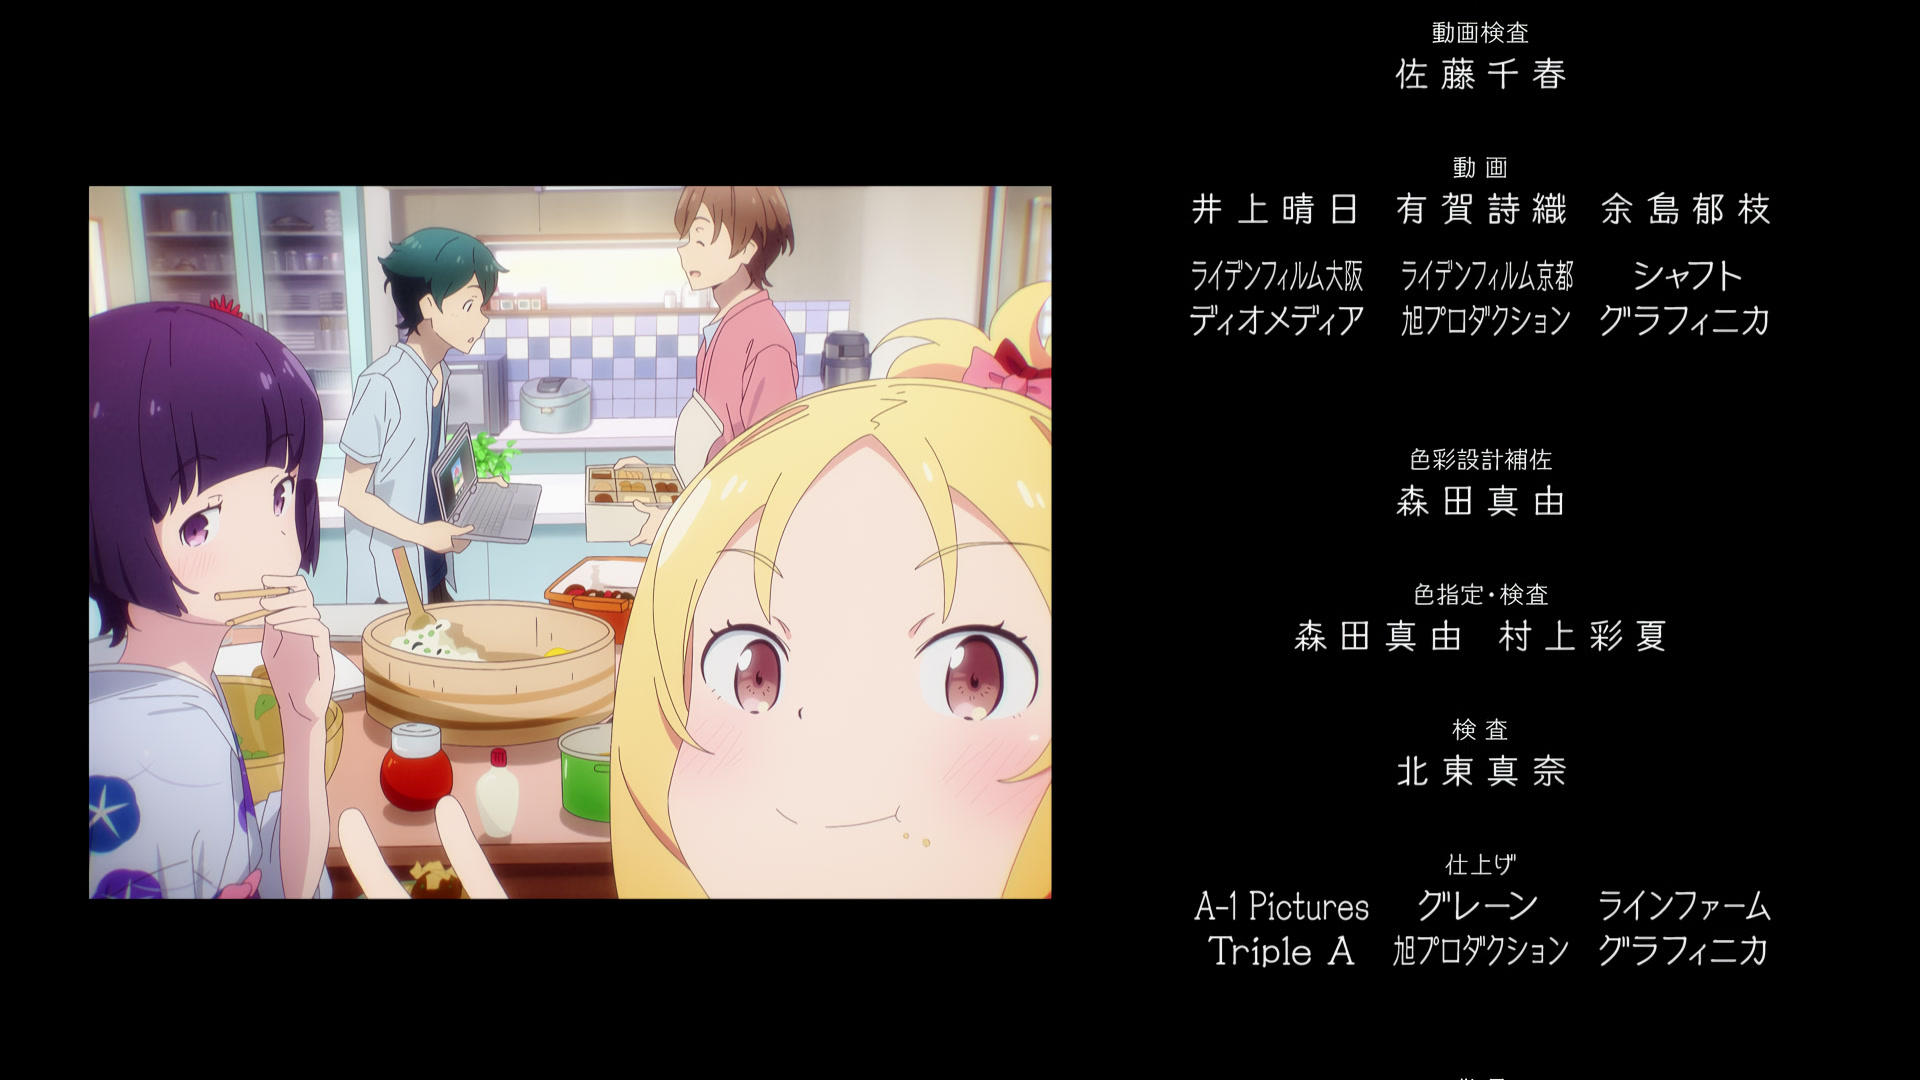 動画検査
佐藤千春
動画
井上晴日 有賀詩織 余島郁枝
ライデンフィルム大阪 ライデンフィルム京都 シャフト
ディオメディア 旭プロダクション グラフィニカ
色彩設計補佐
森田真由
色指定・検査
森田真由 村上彩夏
検査
北東真奈
仕上げ
A-1 Pictures グレーン ラインファーム
Triple A 旭プロダクション グラフィニカ